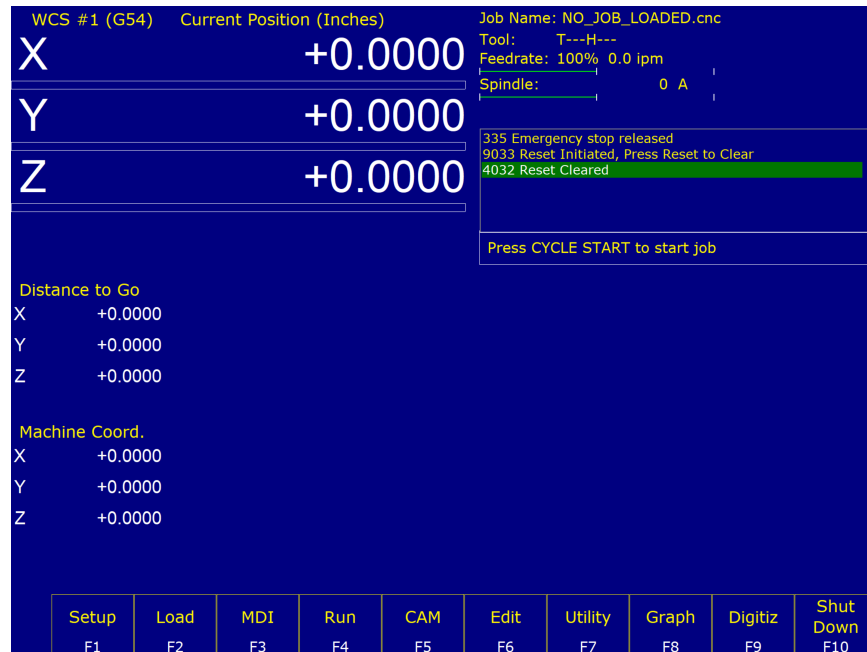 WCS #1 (G54) Current Position (Inches)
X +0.0000
Y +0.0000
Z +0.0000
Job Name: NO_JOB_LOADED.cnc
Tool: T---H---
Feedrate: 100% 0.0 ipm
Spindle: 0 A
335 Emergency stop released
9033 Reset Initiated, Press Reset to Clear
4032 Reset Cleared
Press CYCLE START to start job
Distance to Go
X +0.0000
Y +0.0000
Z +0.0000
Machine Coord.
X +0.0000
Y +0.0000
Z +0.0000
Setup Load MDI Run CAM Edit Utility Graph Digitiz Shut
Down
F1 F2 F3 F4 F5 F6 F7 F8 F9 F10